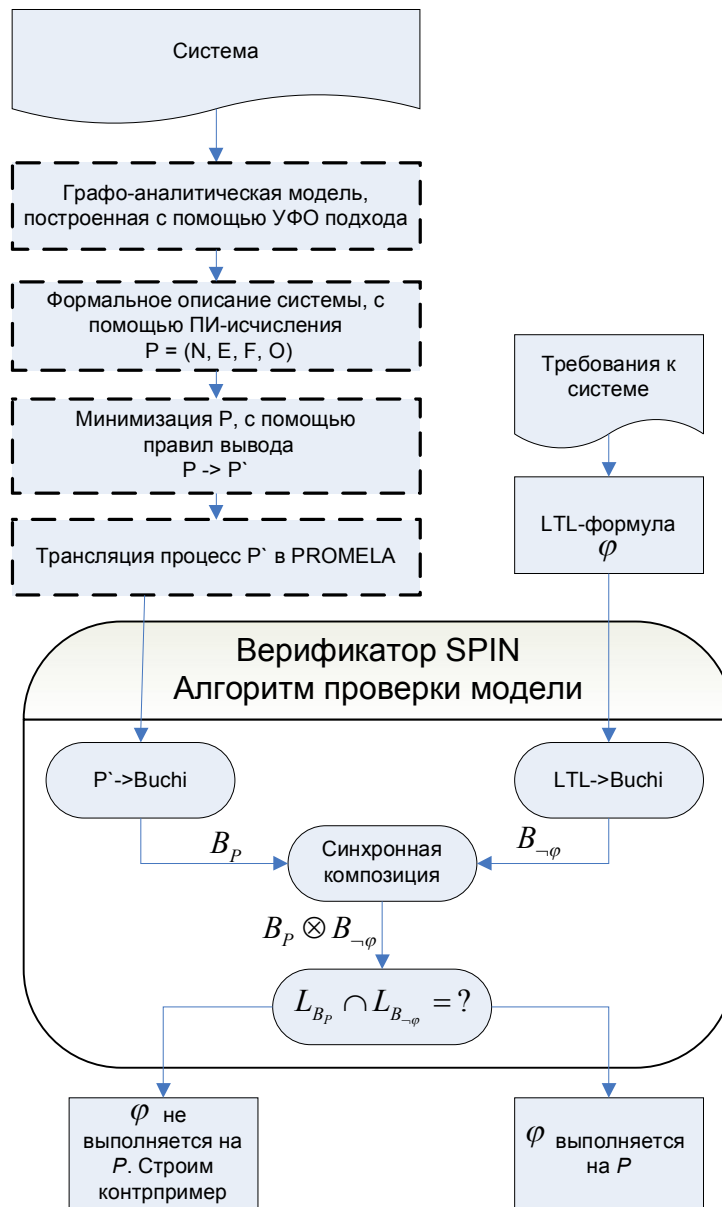 Система
Графо-аналитическая модель,
построенная с помощью УФО подхода
Формальное описание системы, с
помощью ПИ-исчисления
P = (N, E, F, O)
Минимизация P, с помощью
правил вывода
P -> P`
Трансляция процесс P` в PROMELA
Требования к
системе
LTL-формула
φ
Верификатор SPIN
Алгоритм проверки модели
P`->Buchi
LTL->Buchi
B_P
Синхронная
композиция
B_¬φ
B_P ⊗ B_¬φ
L_{B_P} ∩ L_{B_¬φ} = ?
φ не
выполняется на
P. Строим
контрпример
φ выполняется
на P